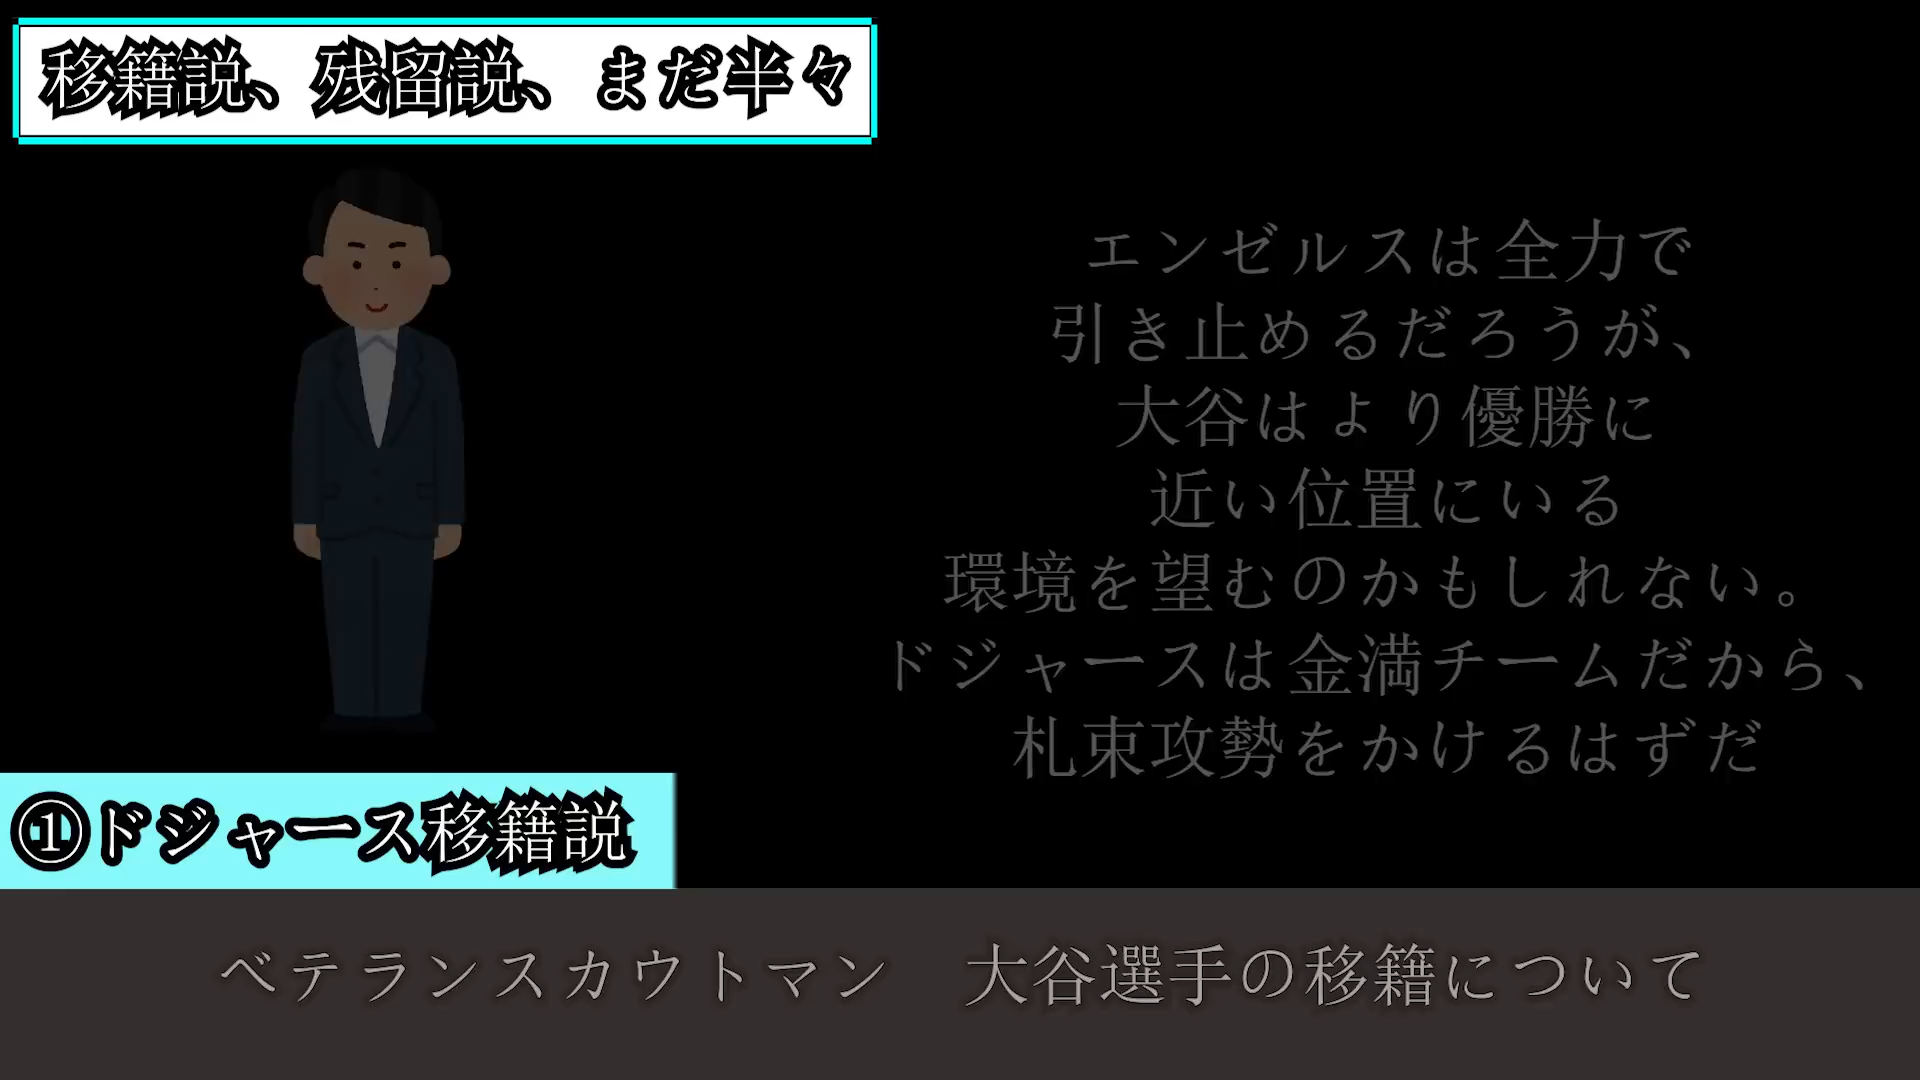 移籍説、残留説、まだ半々
エンゼルスは全力で
引き止めるだろうが、
大谷はより優勝に
近い位置にいる
環境を望むのかもしれない。
ドジャースは金満チームだから、
札束攻勢をかけるはずだ
①ドジャース移籍説
ベテランスカウトマン　大谷選手の移籍について